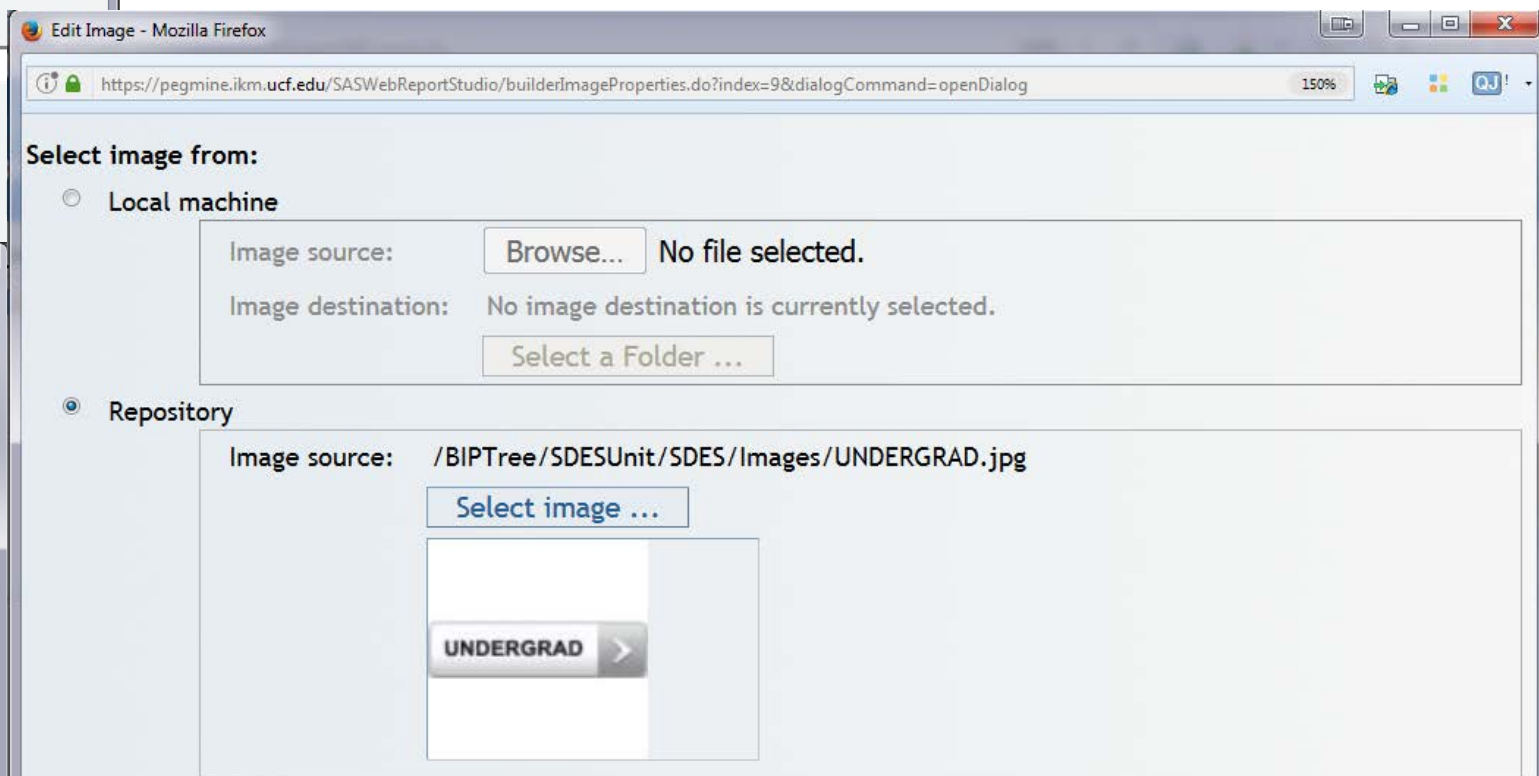 Edit Image - Mozilla Firefox
https://pegmine.ikm.ucf.edu/SASWebReportStudio/builderImageProperties.do?index=9&dialogCommand=openDialog 150% QJ!
Select image from:
Local machine
Image source: Browse... No file selected.
Image destination: No image destination is currently selected.
Select a Folder ...
Repository
Image source: /BIPTree/SDESUnit/SDES/Images/UNDERGRAD.jpg
Select image ...
UNDERGRAD